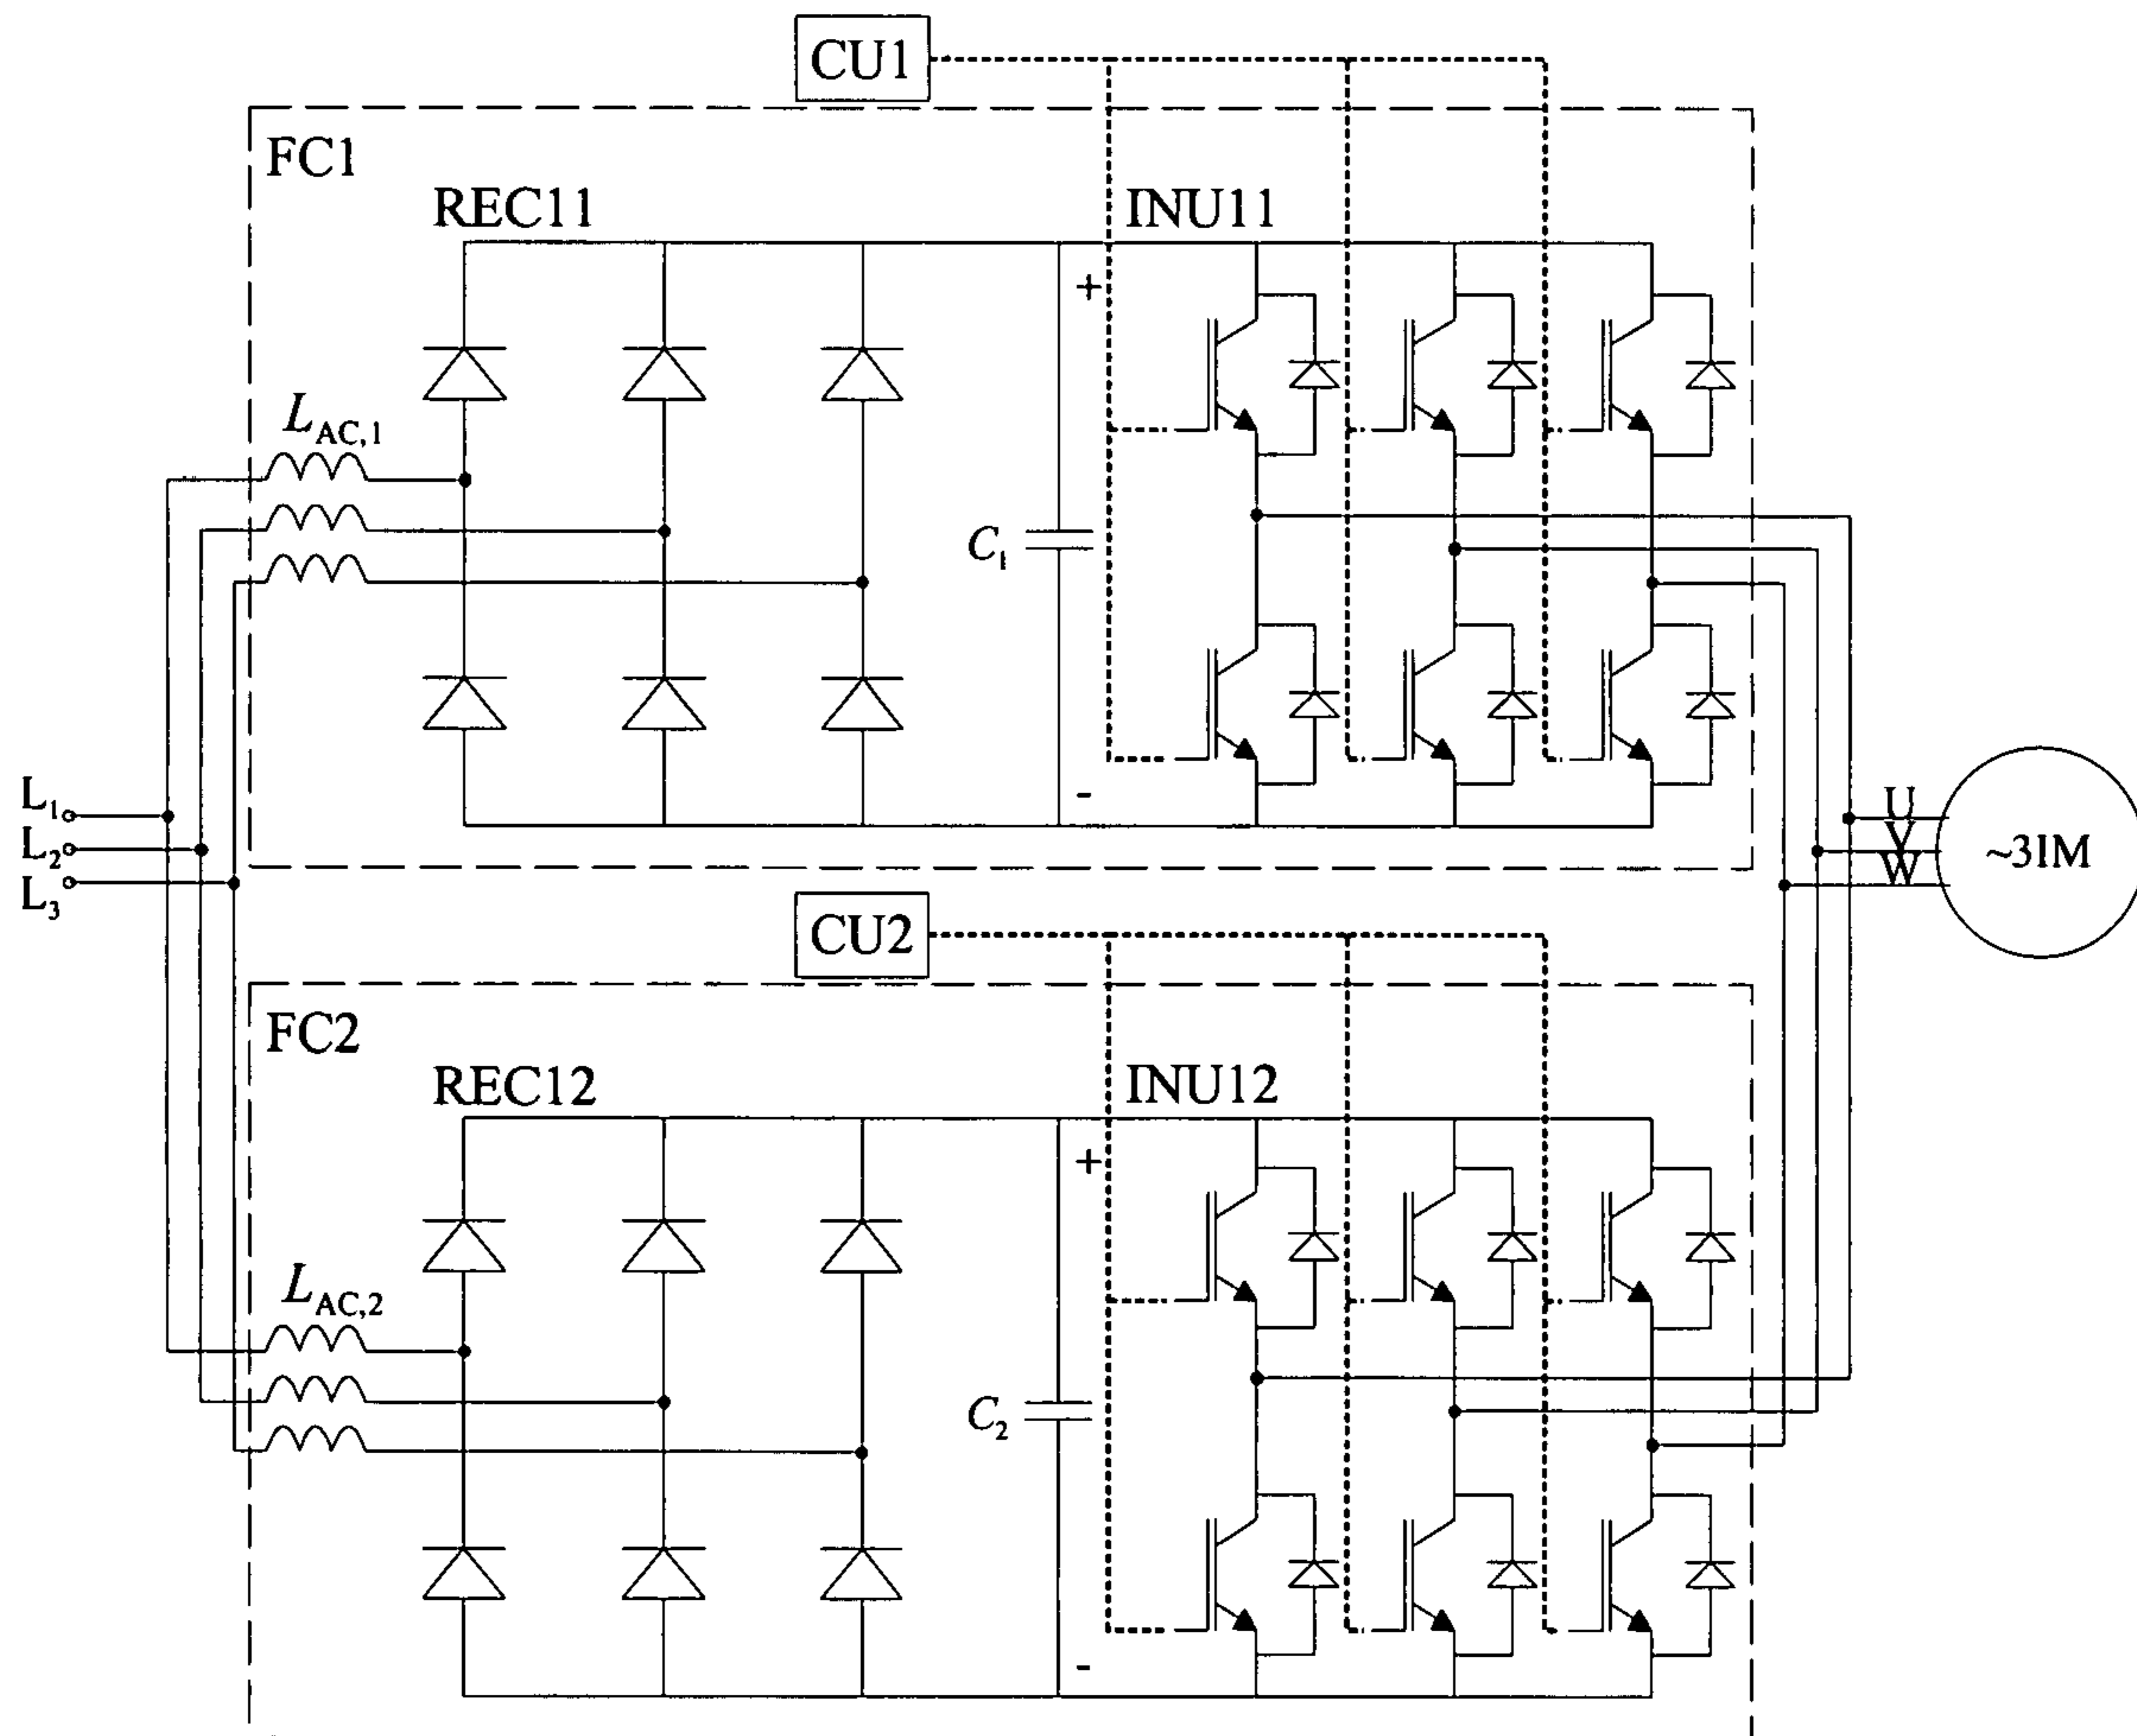 CU1
FC1
REC11
INU11
L_AC,1
+
C_1
-
L_1
L_2
L_3
U
V
W
~3IM
CU2
FC2
REC12
INU12
+
L_AC,2
C_2
-